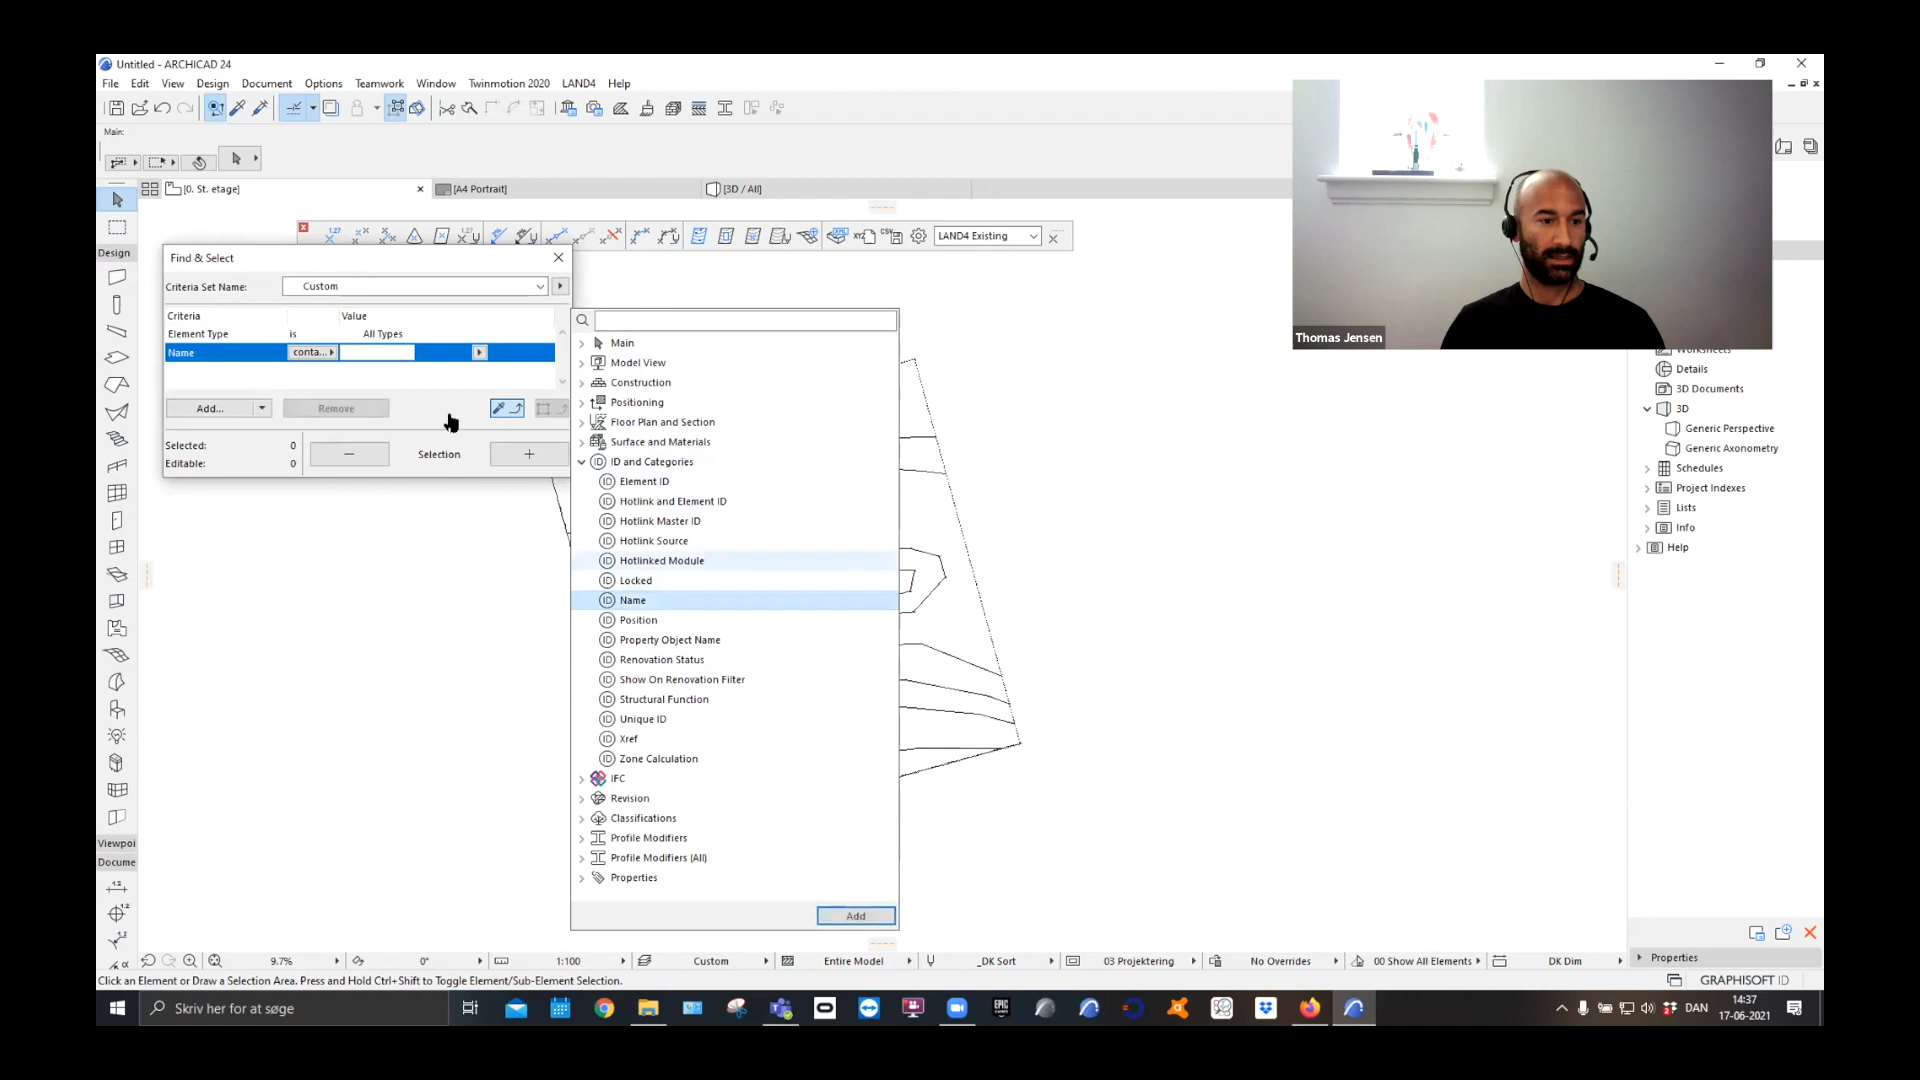 Untitled - ARCHICAD 24
File Edit View Design Document Options Teamwork Window Twinmotion 2020 LAND4 Help
Main:
[0. St. etage]
[A4 Portrait]
[3D / All]
LAND4 Existing
Thomas Jensen
Design
Find & Select
Criteria Set Name: Custom
Criteria Value
Element Type is All Types
Name conta...
Add... Remove
Selected: 0
Editable: 0
Selection
Main
Model View
Construction
Positioning
Floor Plan and Section
Surface and Materials
ID and Categories
Element ID
Hotlink and Element ID
Hotlink Master ID
Hotlink Source
Hotlinked Module
Locked
Name
Position
Property Object Name
Renovation Status
Show On Renovation Filter
Structural Function
Unique ID
Xref
Zone Calculation
IFC
Revision
Classifications
Profile Modifiers
Profile Modifiers (All)
Properties
Add
Worksheets
Details
3D Documents
3D
Generic Perspective
Generic Axonometry
Schedules
Project Indexes
Lists
Info
Help
Viewpoi
Docume
Properties
9.7% 0° 1:100 Custom Entire Model _DK Sort 03 Projektering No Overrides 00 Show All Elements DK Dim
Click an Element or Draw a Selection Area. Press and Hold Ctrl+Shift to Toggle Element/Sub-Element Selection.
GRAPHISOFT ID
Skriv her for at søge
DAN
14:37
17-06-2021